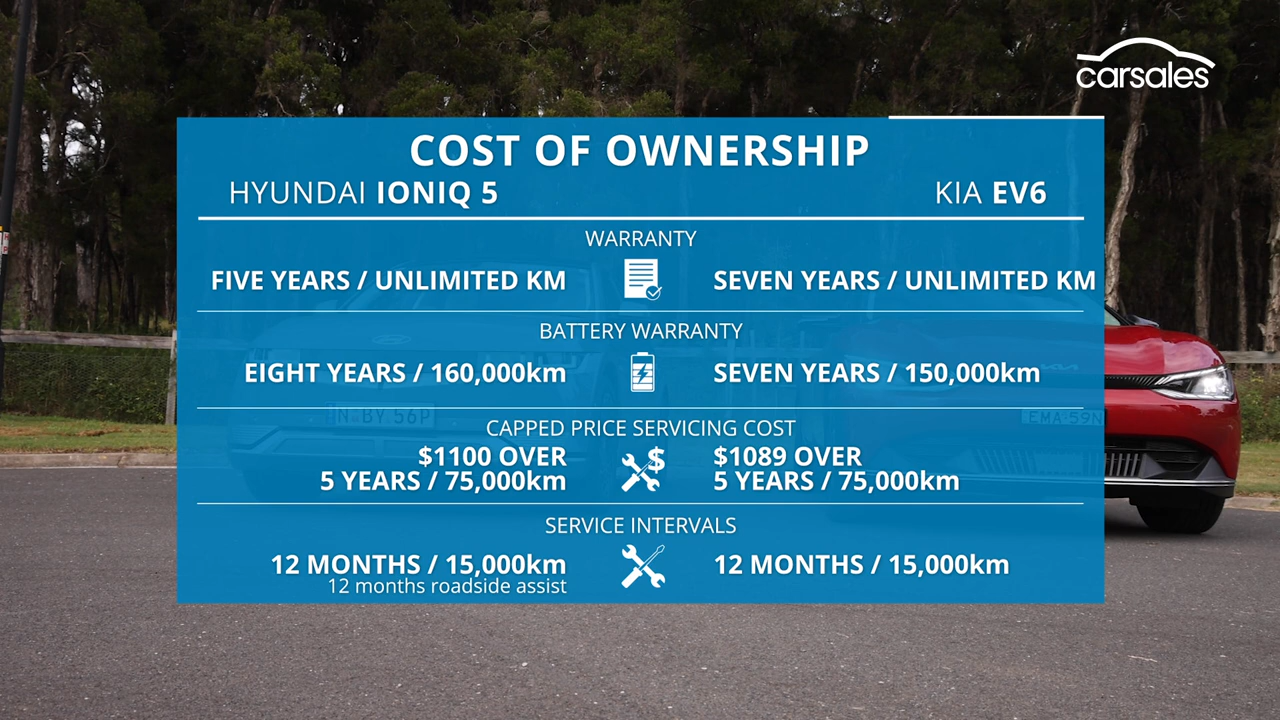 carsales
COST OF OWNERSHIP
HYUNDAI IONIQ 5
KIA EV6
WARRANTY
FIVE YEARS / UNLIMITED KM
SEVEN YEARS / UNLIMITED KM
BATTERY WARRANTY
EIGHT YEARS / 160,000km
SEVEN YEARS / 150,000km
CAPPED PRICE SERVICING COST
$1100 OVER
5 YEARS / 75,000km
$
$1089 OVER
5 YEARS / 75,000km
SERVICE INTERVALS
12 MONTHS / 15,000km
12 months roadside assist
12 MONTHS / 15,000km